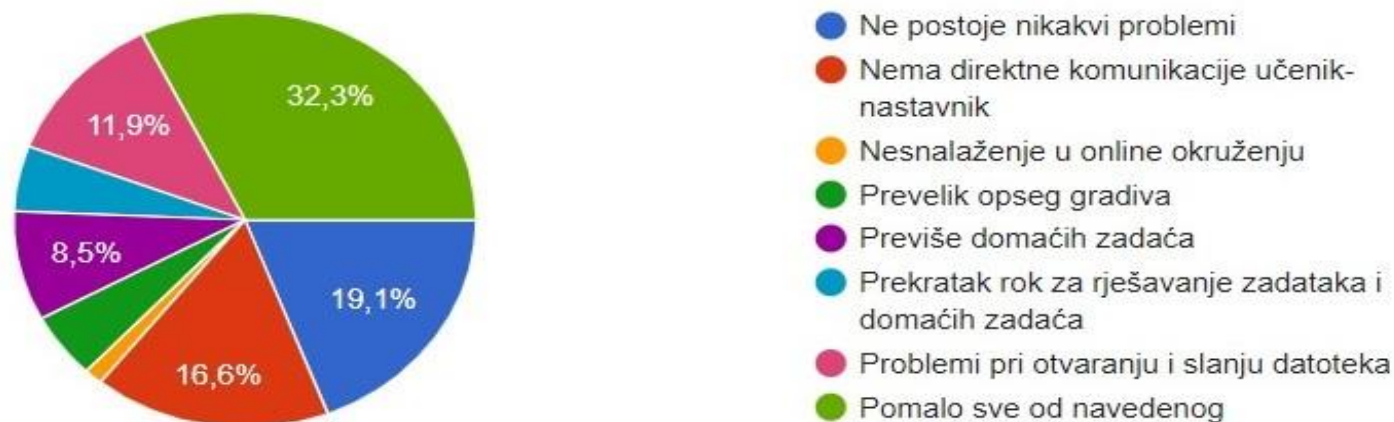 32,3%
11,9%
8,5%
19,1%
16,6%
Ne postoje nikakvi problemi
Nema direktne komunikacije učenik-
nastavnik
Nesnalaženje u online okruženju
Prevelik opseg gradiva
Previše domaćih zadaća
Prekratak rok za rješavanje zadataka i
domaćih zadaća
Problemi pri otvaranju i slanju datoteka
Pomalo sve od navedenog